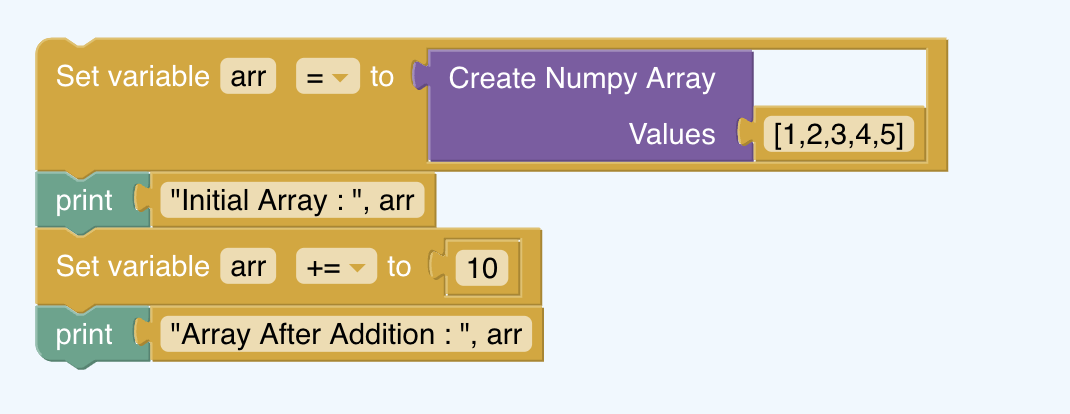 Set variable arr = to Create Numpy Array
Values [1,2,3,4,5]
print "Initial Array : ", arr
Set variable arr += to 10
print "Array After Addition : ", arr